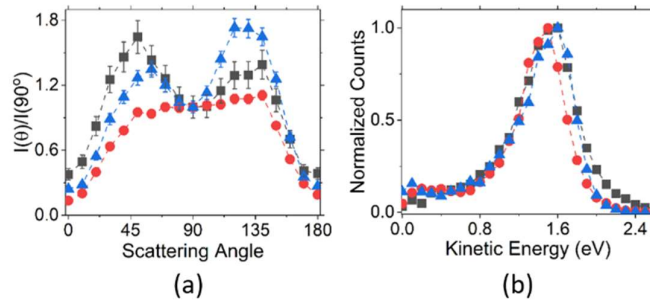 1.8
1.2
0.6
0.0
I(θ)/I(90°)
0 45 90 135 180
Scattering Angle
(a)
1.0
0.5
0.0
Normalized Counts
0.0 0.8 1.6 2.4
Kinetic Energy (eV)
(b)